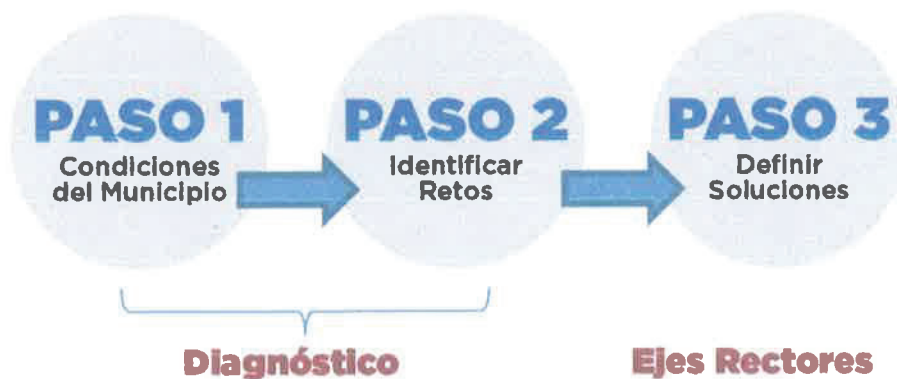 PASO 1
Condiciones
del Municipio
PASO 2
Identificar
Retos
PASO 3
Definir
Soluciones
Diagnóstico
Ejes Rectores